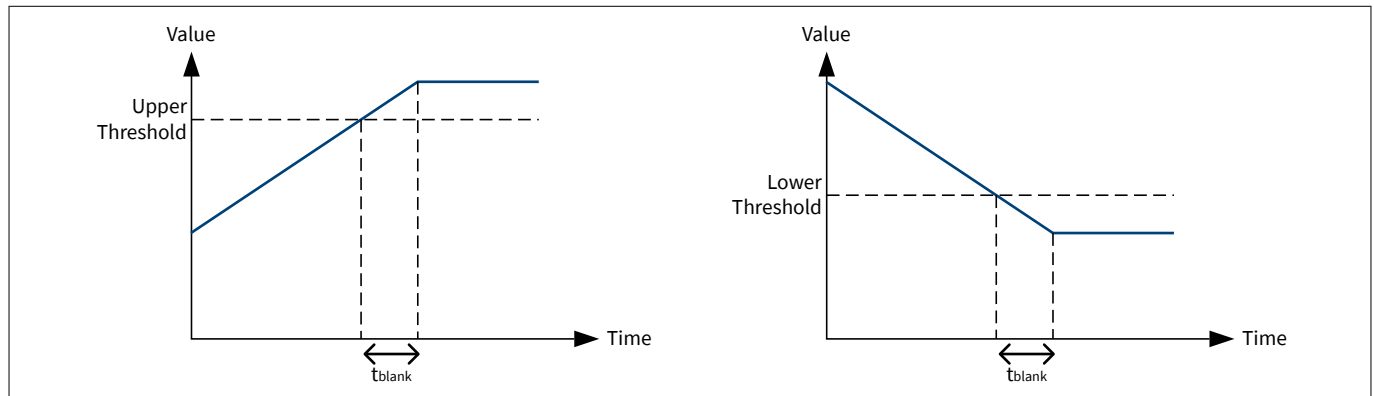 Value
Upper
Threshold
Time
tblank
Value
Lower
Threshold
Time
tblank